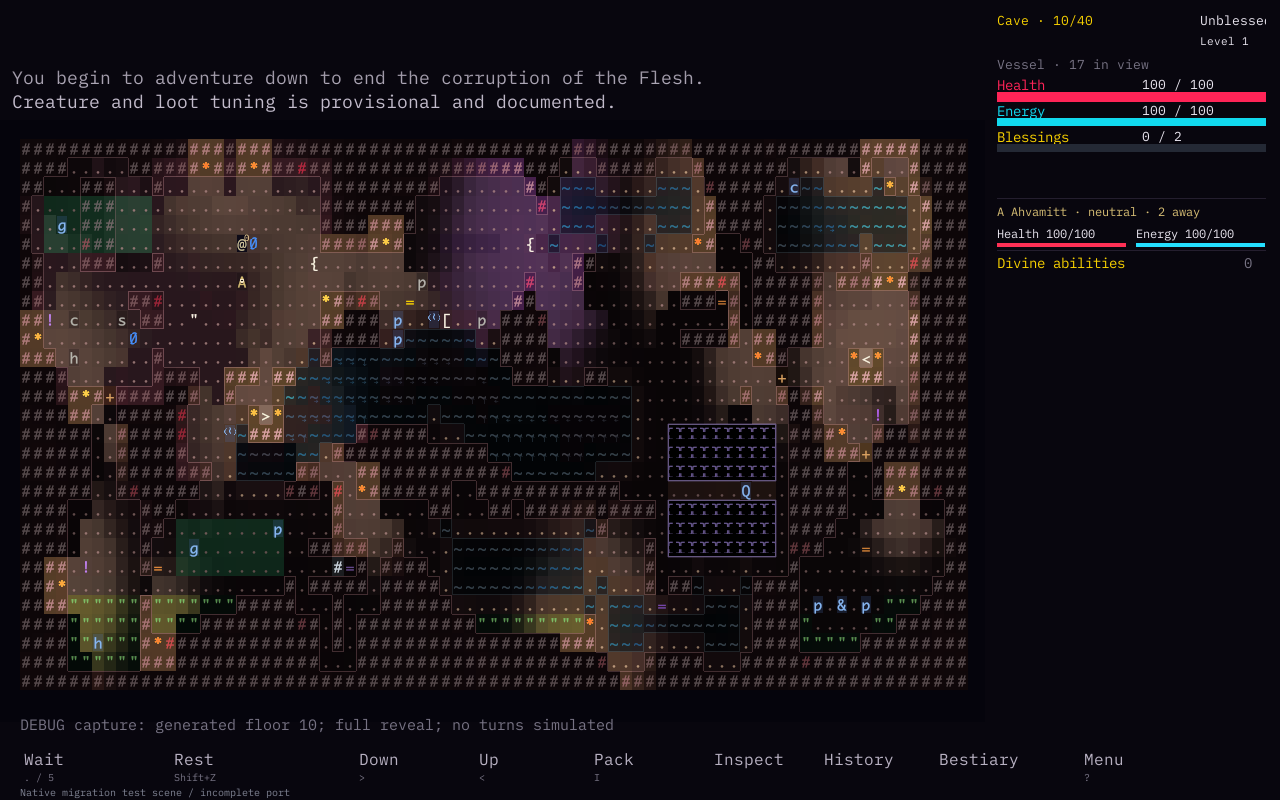 Cave · 10/40
Unblesse
Level 1
You begin to adventure down to end the corruption of the Flesh.
Creature and loot tuning is provisional and documented.
Vessel · 17 in view
Health 100 / 100
Energy 100 / 100
Blessings 0 / 2
A Ahvamitt · neutral · 2 away
Health 100/100 Energy 100/100
Divine abilities 0
DEBUG capture: generated floor 10; full reveal; no turns simulated
Wait Rest Down Up Pack Inspect History Bestiary Menu
. / 5 Shift+Z > < I ?
Native migration test scene / incomplete port